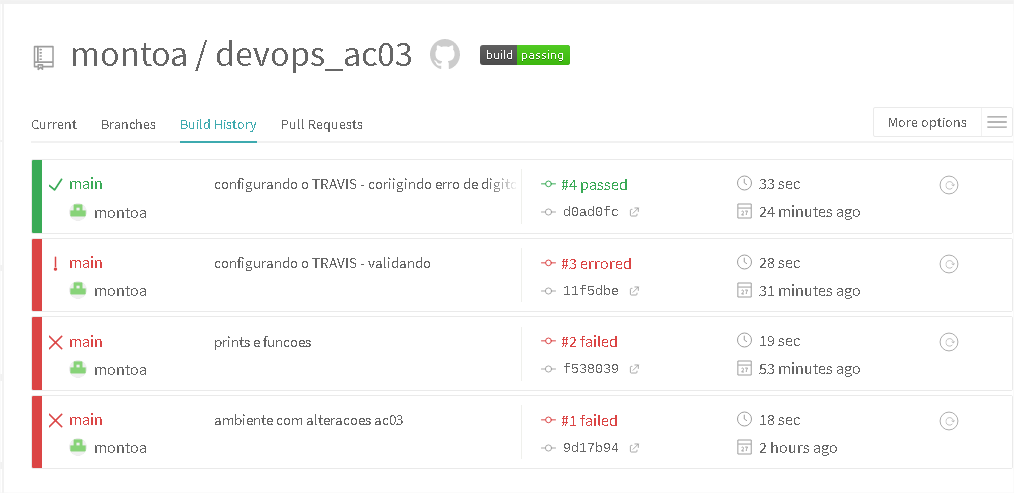 montoa / devops_ac03 build passing
Current Branches Build History Pull Requests More options
main configurando o TRAVIS - coriigindo erro de digito #4 passed 33 sec
montoa d0ad0fc 24 minutes ago
main configurando o TRAVIS - validando #3 errored 28 sec
montoa 11f5dbe 31 minutes ago
main prints e funcoes #2 failed 19 sec
montoa f538039 53 minutes ago
main ambiente com alteracoes ac03 #1 failed 18 sec
montoa 9d17b94 2 hours ago